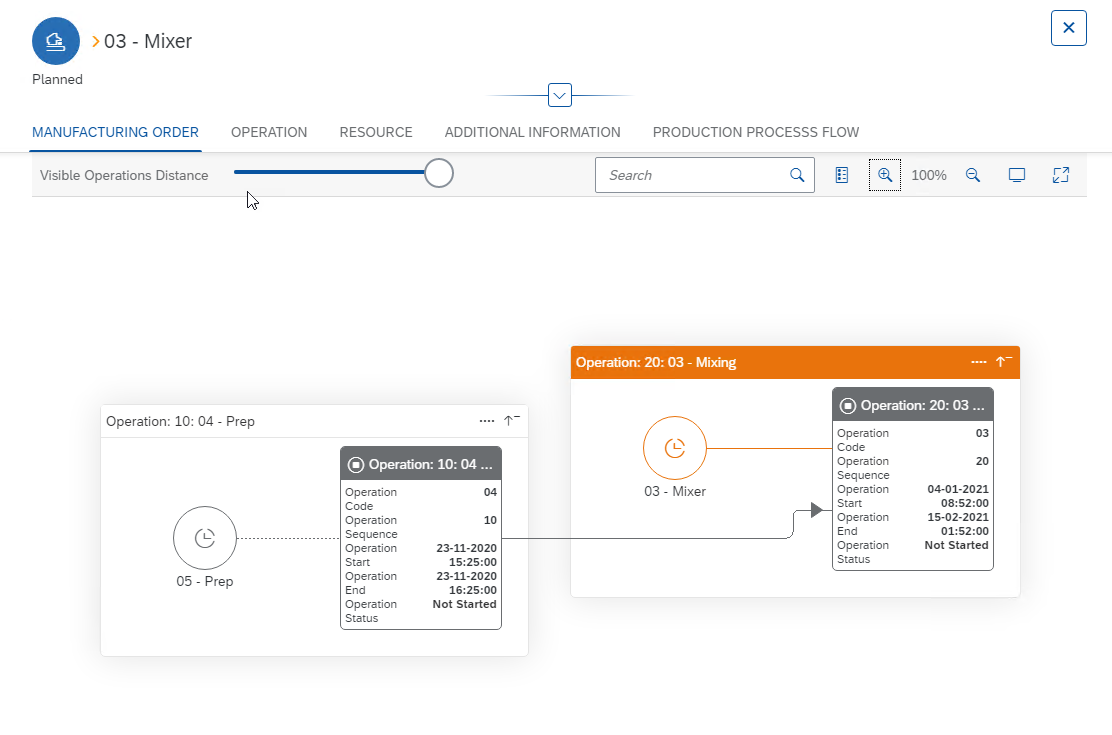 03 - Mixer
Planned
MANUFACTURING ORDER OPERATION RESOURCE ADDITIONAL INFORMATION PRODUCTION PROCESSS FLOW
Visible Operations Distance Search 100%
Operation: 20: 03 - Mixing
Operation: 20: 03 ...
Operation 03
Code
Operation 20
Sequence
Operation 04-01-2021
Start 08:52:00
Operation 15-02-2021
End 01:52:00
Operation Not Started
Status
03 - Mixer
Operation: 10: 04 - Prep
Operation: 10: 04 ...
Operation 04
Code
Operation 10
Sequence
Operation 23-11-2020
Start 15:25:00
Operation 23-11-2020
End 16:25:00
Operation Not Started
Status
05 - Prep